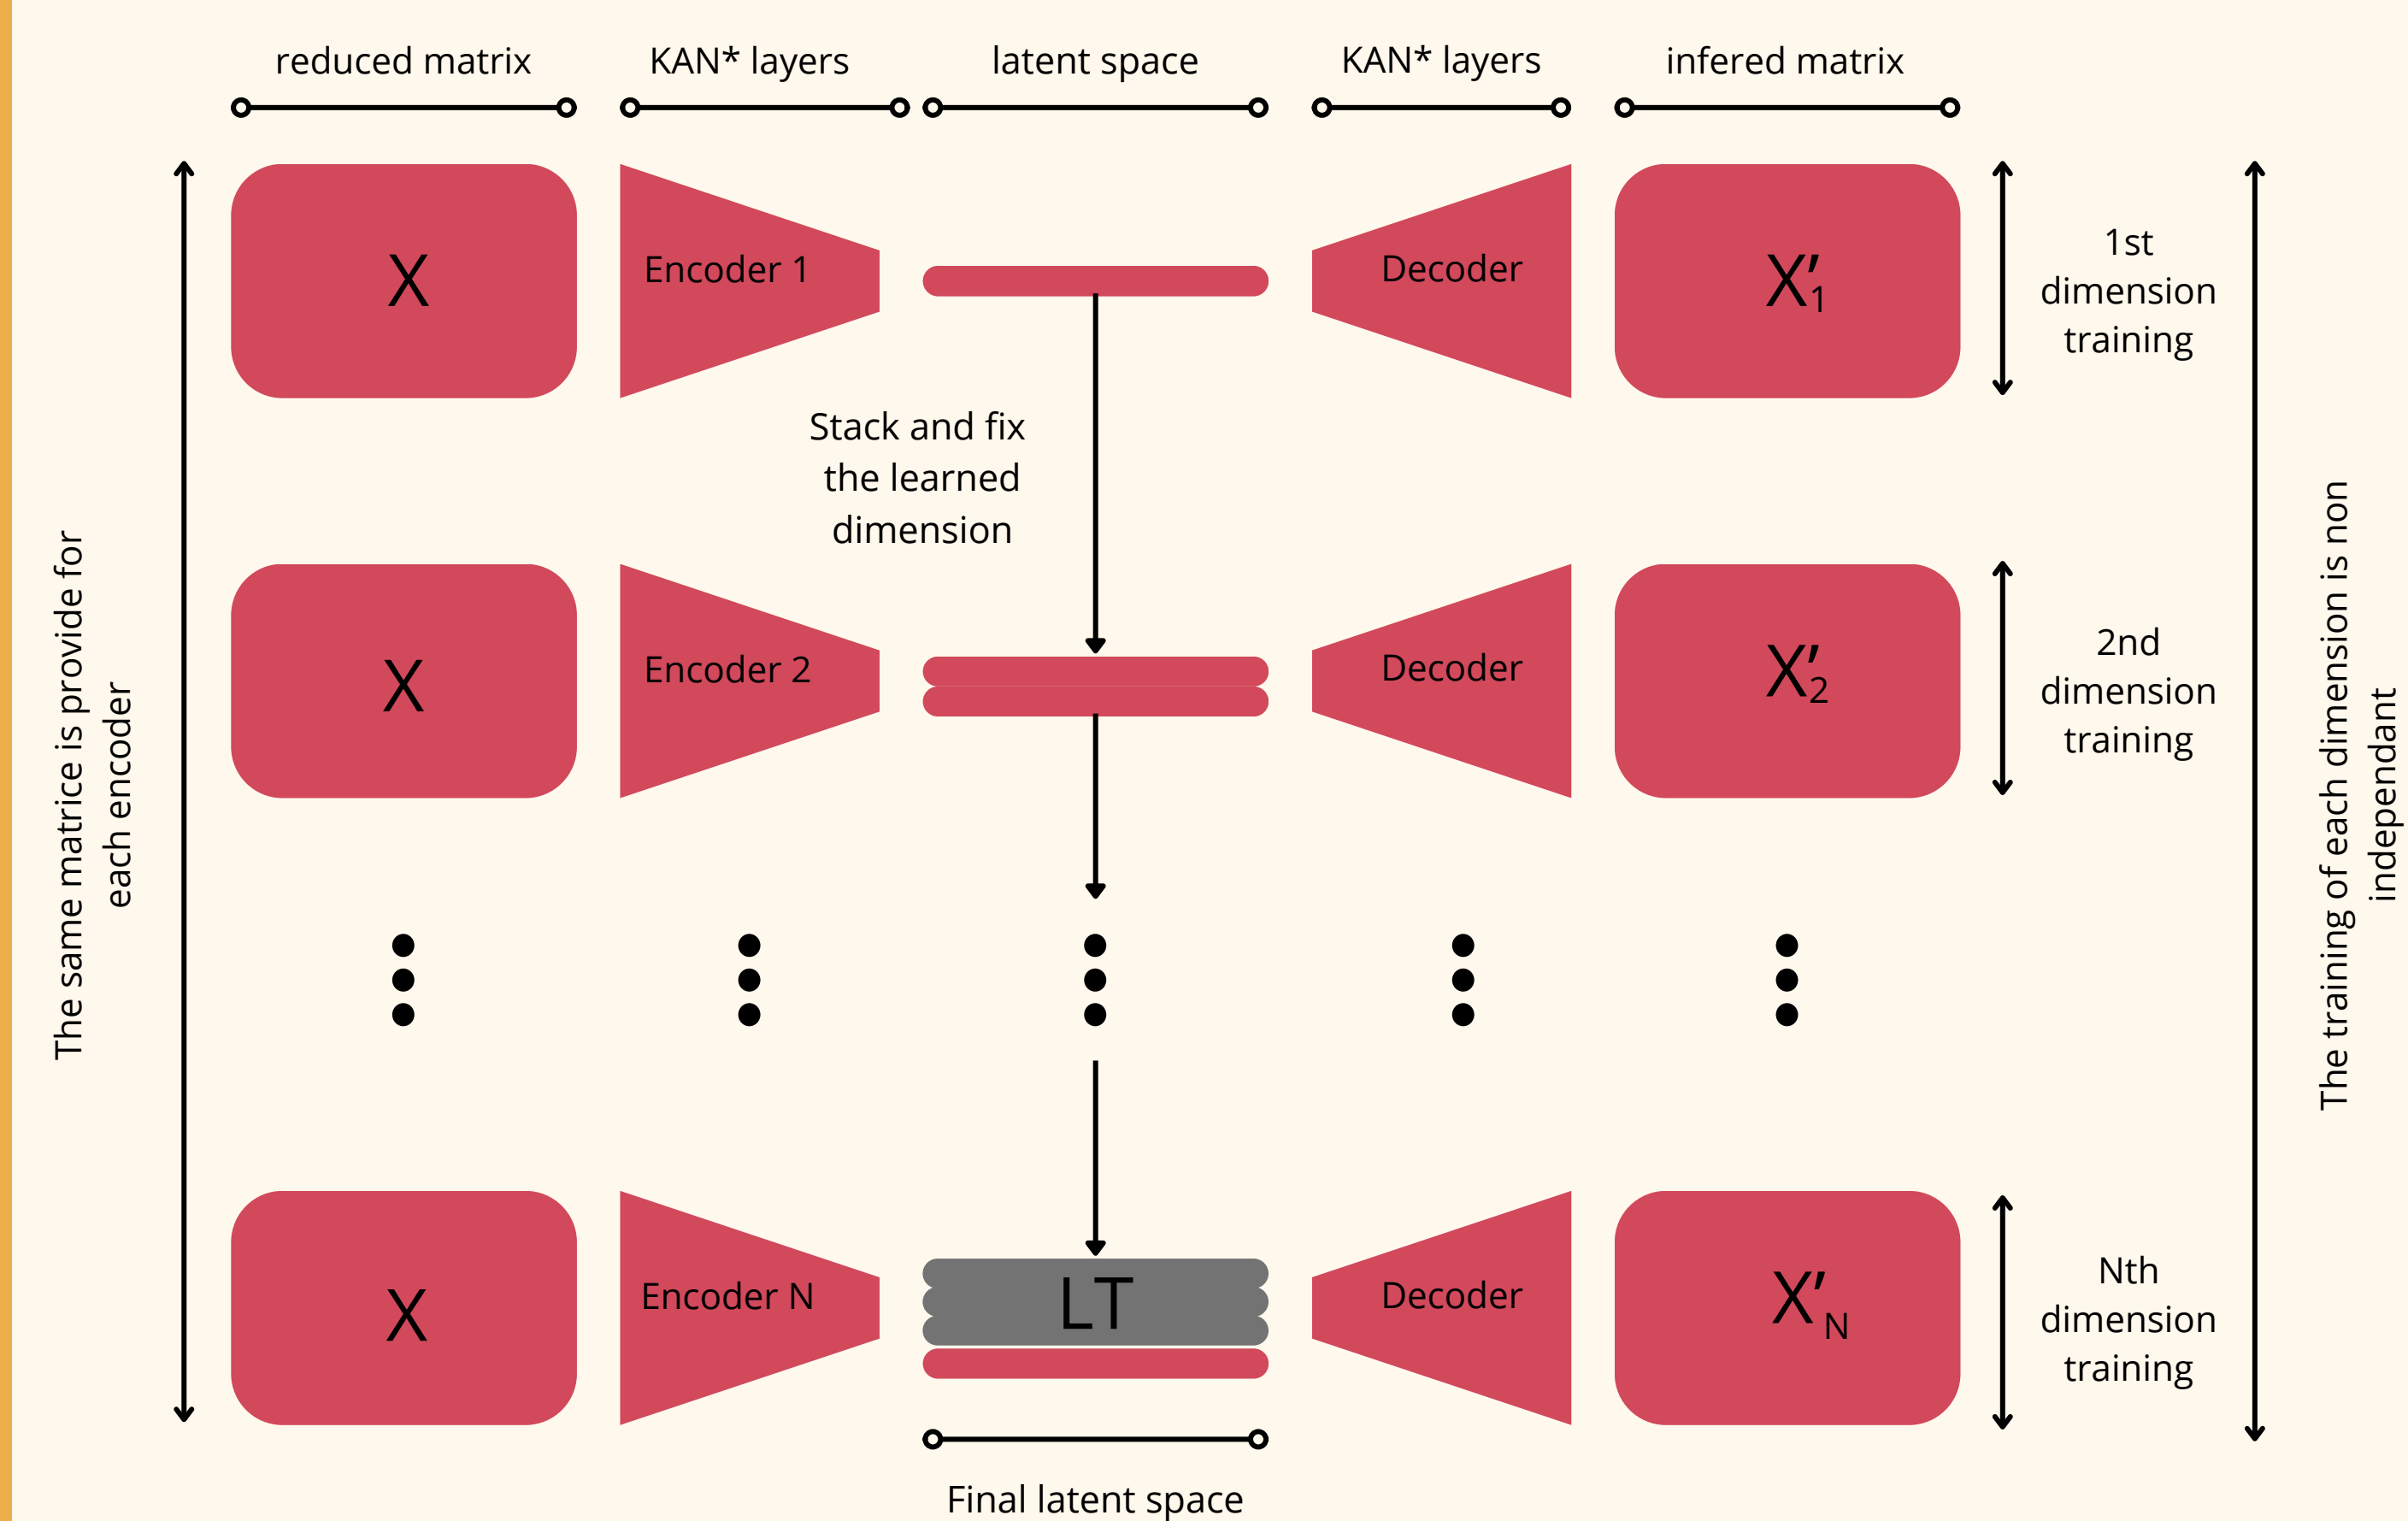 reduced matrix
KAN* layers
latent space
KAN* layers
infered matrix
X
Encoder 1
Decoder
X′1
1st
dimension
training
Stack and fix
the learned
dimension
The same matrice is provide for
each encoder
The training of each dimension is non
independant
X
Encoder 2
Decoder
X′2
2nd
dimension
training
X
Encoder N
LT
Decoder
X′N
Nth
dimension
training
Final latent space